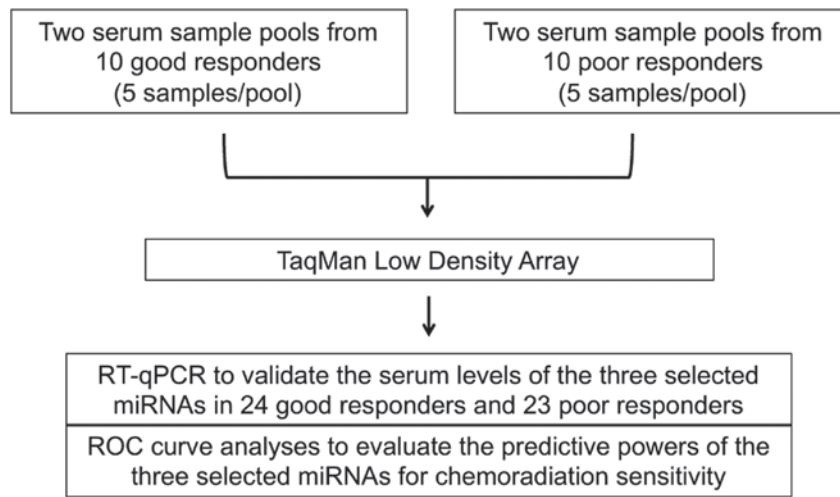 Two serum sample pools from
10 good responders
(5 samples/pool)
Two serum sample pools from
10 poor responders
(5 samples/pool)
TaqMan Low Density Array
RT-qPCR to validate the serum levels of the three selected
miRNAs in 24 good responders and 23 poor responders
ROC curve analyses to evaluate the predictive powers of the
three selected miRNAs for chemoradiation sensitivity